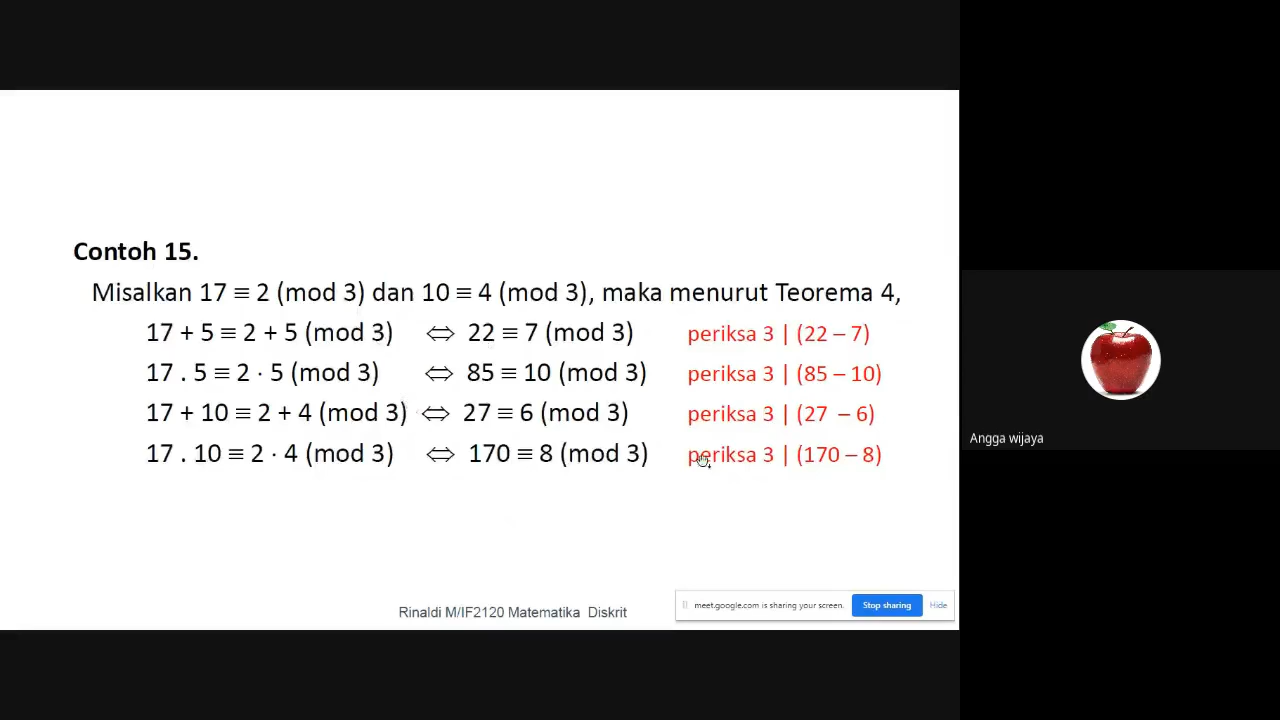 Contoh 15.
Misalkan 17 ≡ 2 (mod 3) dan 10 ≡ 4 (mod 3), maka menurut Teorema 4,
17 + 5 ≡ 2 + 5 (mod 3) ⇔ 22 ≡ 7 (mod 3) periksa 3 | (22 – 7)
17 . 5 ≡ 2 · 5 (mod 3) ⇔ 85 ≡ 10 (mod 3) periksa 3 | (85 – 10)
17 + 10 ≡ 2 + 4 (mod 3) ⇔ 27 ≡ 6 (mod 3) periksa 3 | (27 – 6)
17 . 10 ≡ 2 · 4 (mod 3) ⇔ 170 ≡ 8 (mod 3) periksa 3 | (170 – 8)
Angga wijaya
Rinaldi M/IF2120 Matematika Diskrit
meet.google.com is sharing your screen. Stop sharing Hide